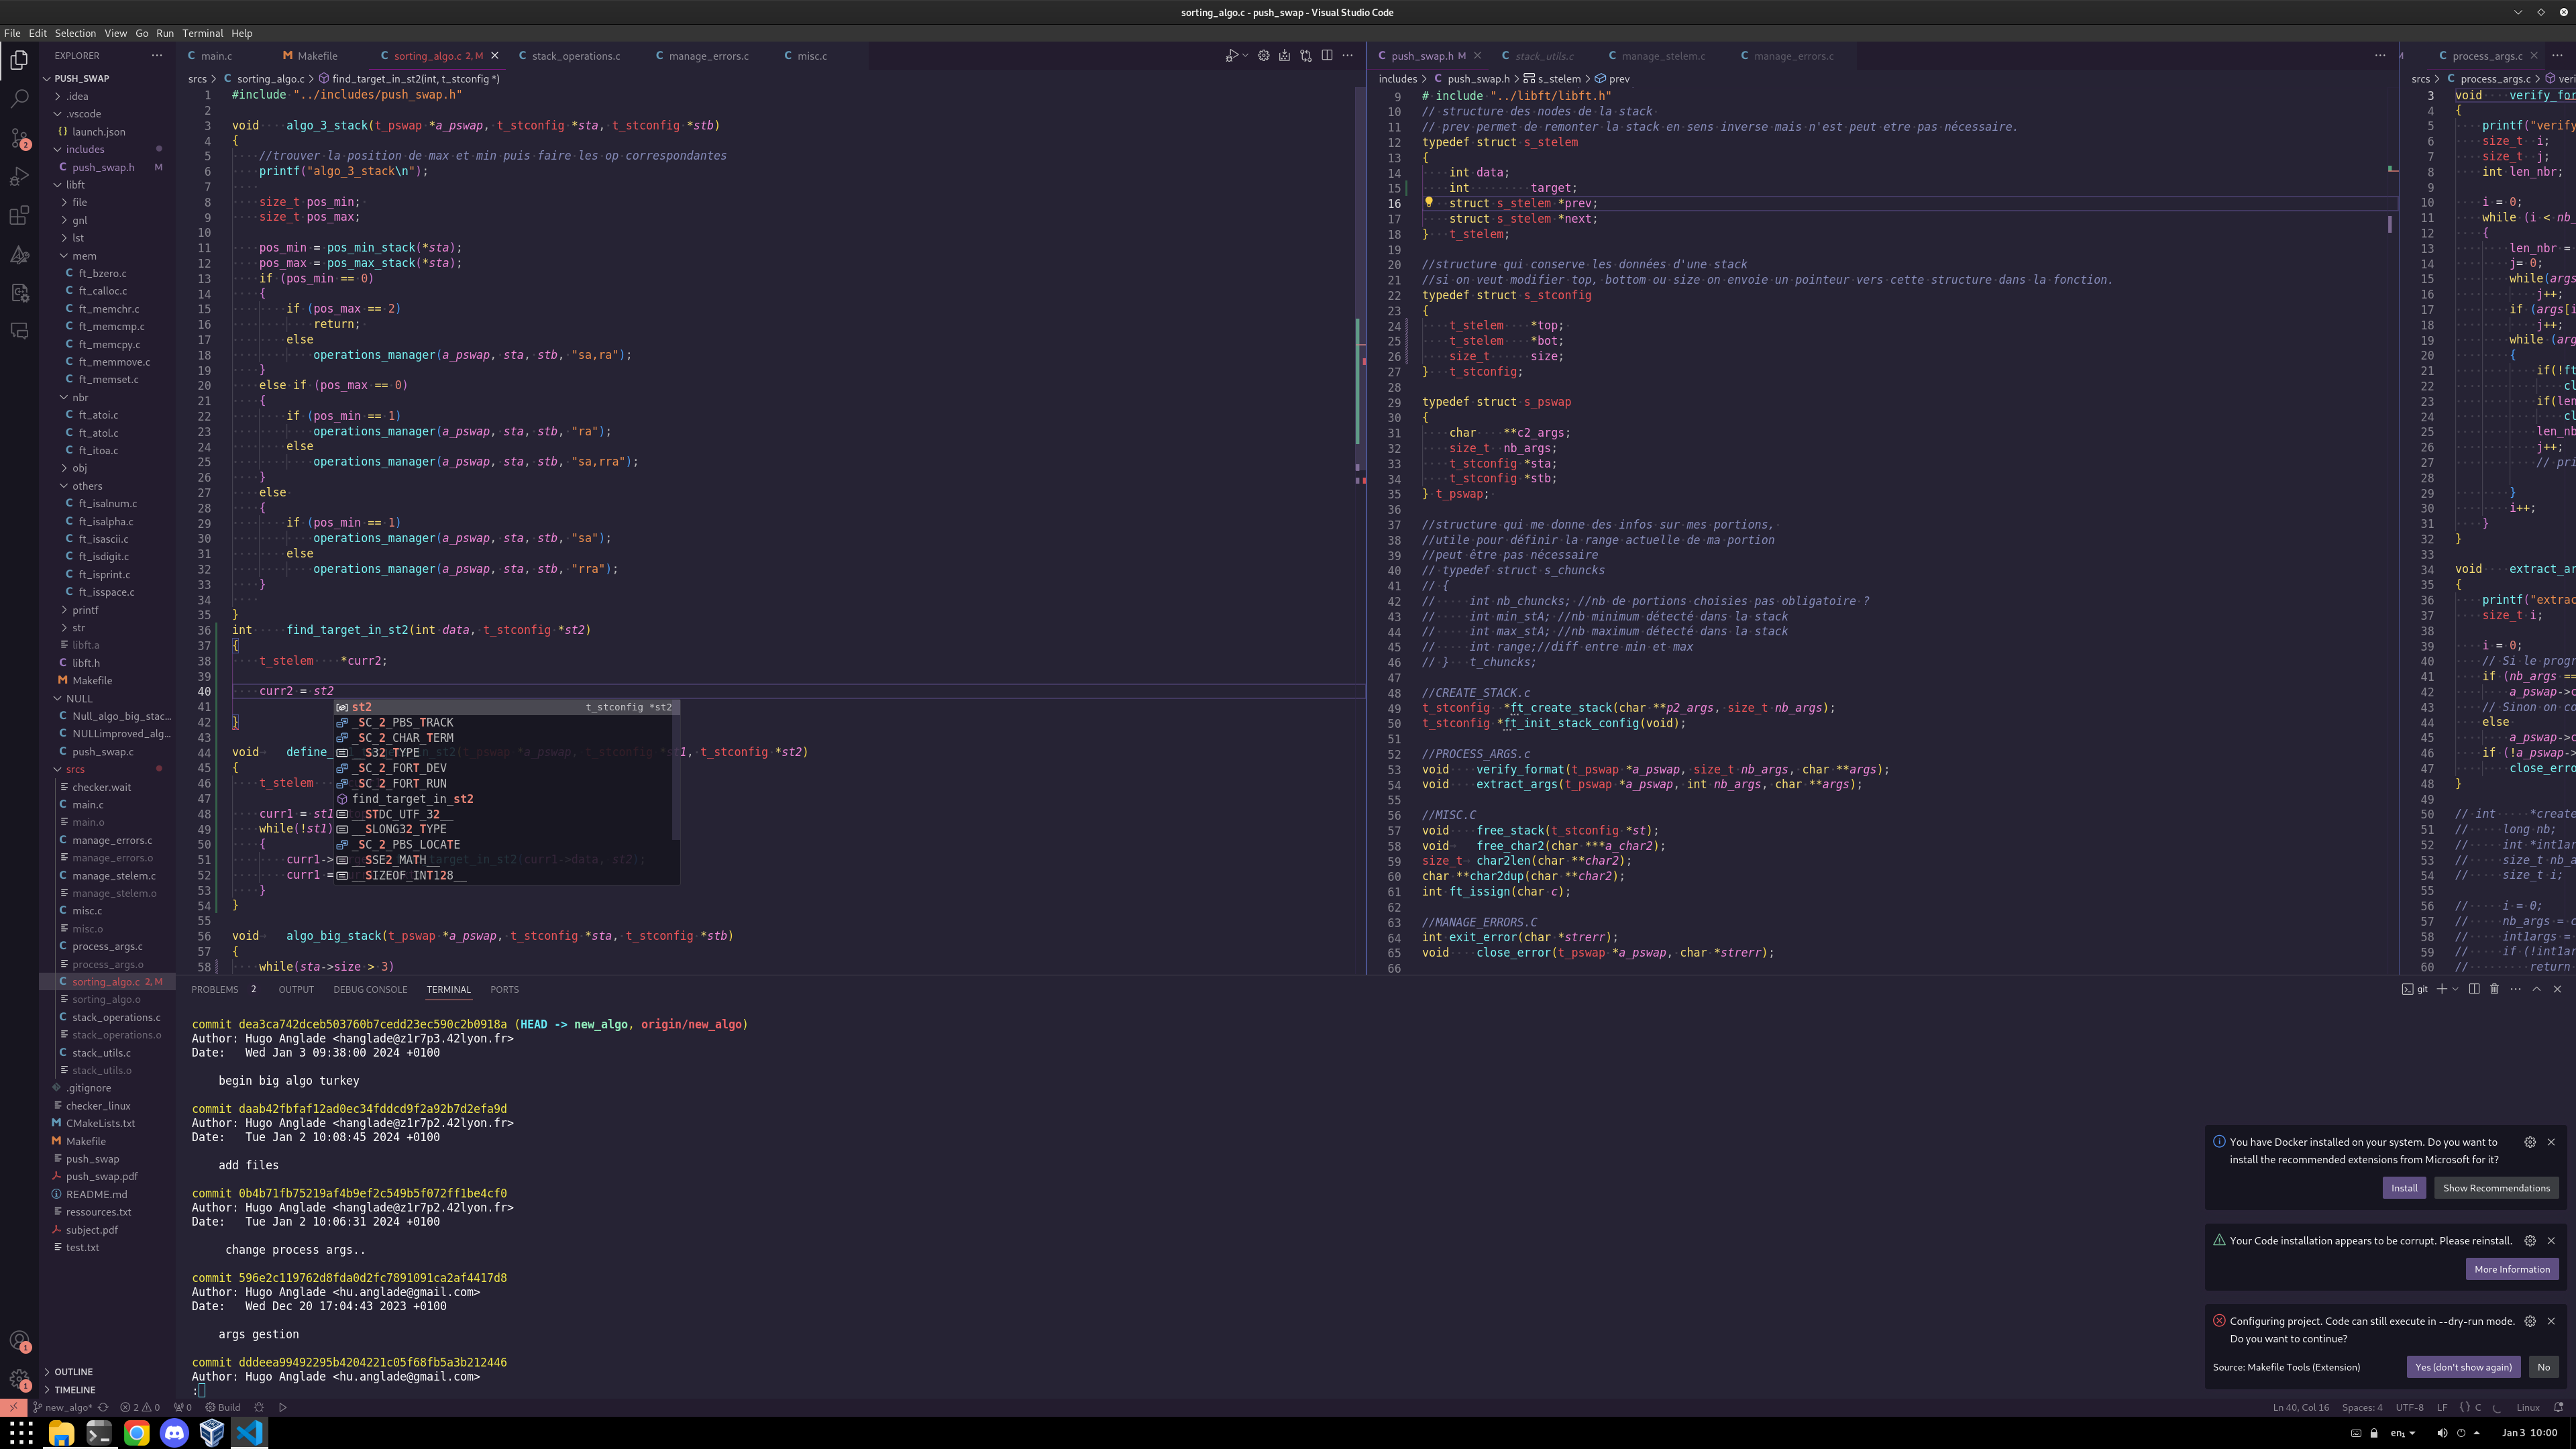 sorting_algo.c - push_swap - Visual Studio Code
File Edit Selection View Go Run Terminal Help
EXPLORER
PUSH_SWAP
.idea
.vscode
launch.json
includes
push_swap.h M
libft
file
gnl
lst
mem
ft_bzero.c
ft_calloc.c
ft_memchr.c
ft_memcmp.c
ft_memcpy.c
ft_memmove.c
ft_memset.c
nbr
ft_atoi.c
ft_atol.c
ft_itoa.c
obj
others
ft_isalnum.c
ft_isalpha.c
ft_isascii.c
ft_isdigit.c
ft_isprint.c
ft_isspace.c
printf
str
libft.a
libft.h
Makefile
NULL
Null_algo_big_stac...
NULLimproved_alg...
push_swap.c
srcs
checker.wait
main.c
main.o
manage_errors.c
manage_errors.o
manage_stelem.c
manage_stelem.o
misc.c
misc.o
process_args.c
process_args.o
sorting_algo.c 2, M
sorting_algo.o
stack_operations.c
stack_operations.o
stack_utils.c
stack_utils.o
.gitignore
checker_linux
CMakeLists.txt
Makefile
push_swap
push_swap.pdf
README.md
ressources.txt
subject.pdf
test.txt
OUTLINE
TIMELINE
main.c Makefile sorting_algo.c 2, M stack_operations.c manage_errors.c misc.c
srcs > sorting_algo.c > find_target_in_st2(int, t_stconfig *)
1 #include "../includes/push_swap.h"
2
3 void algo_3_stack(t_pswap *a_pswap, t_stconfig *sta, t_stconfig *stb)
4 {
5 //trouver la position de max et min puis faire les op correspondantes
6 printf("algo_3_stack\n");
7
8 size_t pos_min;
9 size_t pos_max;
10
11 pos_min = pos_min_stack(*sta);
12 pos_max = pos_max_stack(*sta);
13 if (pos_min == 0)
14 {
15 if (pos_max == 2)
16 return;
17 else
18 operations_manager(a_pswap, sta, stb, "sa,ra");
19 }
20 else if (pos_max == 0)
21 {
22 if (pos_min == 1)
23 operations_manager(a_pswap, sta, stb, "ra");
24 else
25 operations_manager(a_pswap, sta, stb, "sa,rra");
26 }
27 else
28 {
29 if (pos_min == 1)
30 operations_manager(a_pswap, sta, stb, "sa");
31 else
32 operations_manager(a_pswap, sta, stb, "rra");
33 }
34
35 }
36 int find_target_in_st2(int data, t_stconfig *st2)
37 {
38 t_stelem *curr2;
39
40 curr2 = st2
41
42 }
43
44 void define_ in_st2(t_pswap *a_pswap, t_stconfig *st1, t_stconfig *st2)
45 {
46 t_stelem
47
48 curr1 = st1
49 while(!st1)
50 {
51 curr1-> target_in_st2(curr1->data, st2);
52 curr1 =
53 }
54 }
55
56 void algo_big_stack(t_pswap *a_pswap, t_stconfig *sta, t_stconfig *stb)
57 {
58 while(sta->size > 3)
st2 t_stconfig *st2
_SC_2_PBS_TRACK
_SC_2_CHAR_TERM
__S32_TYPE
_SC_2_FORT_DEV
_SC_2_FORT_RUN
find_target_in_st2
__STDC_UTF_32__
__SLONG32_TYPE
_SC_2_PBS_LOCATE
__SSE2_MATH__
__SIZEOF_INT128__
push_swap.h M stack_utils.c manage_stelem.c manage_errors.c
includes > push_swap.h > s_stelem > prev
9 # include "../libft/libft.h"
10 // structure des nodes de la stack
11 // prev permet de remonter la stack en sens inverse mais n'est peut etre pas nécessaire.
12 typedef struct s_stelem
13 {
14 int data;
15 int target;
16 struct s_stelem *prev;
17 struct s_stelem *next;
18 } t_stelem;
19
20 //structure qui conserve les données d'une stack
21 //si on veut modifier top, bottom ou size on envoie un pointeur vers cette structure dans la fonction.
22 typedef struct s_stconfig
23 {
24 t_stelem *top;
25 t_stelem *bot;
26 size_t size;
27 } t_stconfig;
28
29 typedef struct s_pswap
30 {
31 char **c2_args;
32 size_t nb_args;
33 t_stconfig *sta;
34 t_stconfig *stb;
35 } t_pswap;
36
37 //structure qui me donne des infos sur mes portions,
38 //utile pour définir la range actuelle de ma portion
39 //peut être pas nécessaire
40 // typedef struct s_chuncks
41 // {
42 // int nb_chuncks; //nb de portions choisies pas obligatoire ?
43 // int min_stA; //nb minimum détecté dans la stack
44 // int max_stA; //nb maximum détecté dans la stack
45 // int range;//diff entre min et max
46 // } t_chuncks;
47
48 //CREATE_STACK.c
49 t_stconfig *ft_create_stack(char **p2_args, size_t nb_args);
50 t_stconfig *ft_init_stack_config(void);
51
52 //PROCESS_ARGS.c
53 void verify_format(t_pswap *a_pswap, size_t nb_args, char **args);
54 void extract_args(t_pswap *a_pswap, int nb_args, char **args);
55
56 //MISC.C
57 void free_stack(t_stconfig *st);
58 void free_char2(char ***a_char2);
59 size_t char2len(char **char2);
60 char **char2dup(char **char2);
61 int ft_issign(char c);
62
63 //MANAGE_ERRORS.C
64 int exit_error(char *strerr);
65 void close_error(t_pswap *a_pswap, char *strerr);
66
process_args.c
srcs > process_args.c > veri
3 void verify_for
4 {
5 printf("verify
6 size_t i;
7 size_t j;
8 int len_nbr;
9
10 i = 0;
11 while (i < nb_
12 {
13 len_nbr =
14 j= 0;
15 while(args
16 j++;
17 if (args[i
18 j++;
19 while (arg
20 {
21 if(!ft
22 cl
23 if(len
24 cl
25 len_nb
26 j++;
27 // pri
28
29 }
30 i++;
31 }
32 }
33
34 void extract_ar
35 {
36 printf("extrac
37 size_t i;
38
39 i = 0;
40 // Si le progr
41 if (nb_args ==
42 a_pswap->c
43 // Sinon on co
44 else
45 a_pswap->c
46 if (!a_pswap->
47 close_erro
48 }
49
50 // int *create
51 // long nb;
52 // int *int1ar
53 // size_t nb_a
54 // size_t i;
55
56 // i = 0;
57 // nb_args = c
58 // int1args =
59 // if (!int1ar
60 // return
PROBLEMS 2 OUTPUT DEBUG CONSOLE TERMINAL PORTS
git
commit dea3ca742dceb503760b7cedd23ec590c2b0918a (HEAD -> new_algo, origin/new_algo)
Author: Hugo Anglade <hanglade@z1r7p3.42lyon.fr>
Date: Wed Jan 3 09:38:00 2024 +0100
begin big algo turkey
commit daab42fbfaf12ad0ec34fddcd9f2a92b7d2efa9d
Author: Hugo Anglade <hanglade@z1r7p2.42lyon.fr>
Date: Tue Jan 2 10:08:45 2024 +0100
add files
commit 0b4b71fb75219af4b9ef2c549b5f072ff1be4cf0
Author: Hugo Anglade <hanglade@z1r7p2.42lyon.fr>
Date: Tue Jan 2 10:06:31 2024 +0100
change process args..
commit 596e2c119762d8fda0d2fc7891091ca2af4417d8
Author: Hugo Anglade <hu.anglade@gmail.com>
Date: Wed Dec 20 17:04:43 2023 +0100
args gestion
commit dddeea99492295b4204221c05f68fb5a3b212446
Author: Hugo Anglade <hu.anglade@gmail.com>
:
You have Docker installed on your system. Do you want to
install the recommended extensions from Microsoft for it?
Install Show Recommendations
Your Code installation appears to be corrupt. Please reinstall.
More Information
Configuring project. Code can still execute in --dry-run mode.
Do you want to continue?
Source: Makefile Tools (Extension) Yes (don't show again) No
new_algo* 2 0 0 Build Ln 40, Col 16 Spaces: 4 UTF-8 LF {} C Linux
en₁ Jan 3 10:00